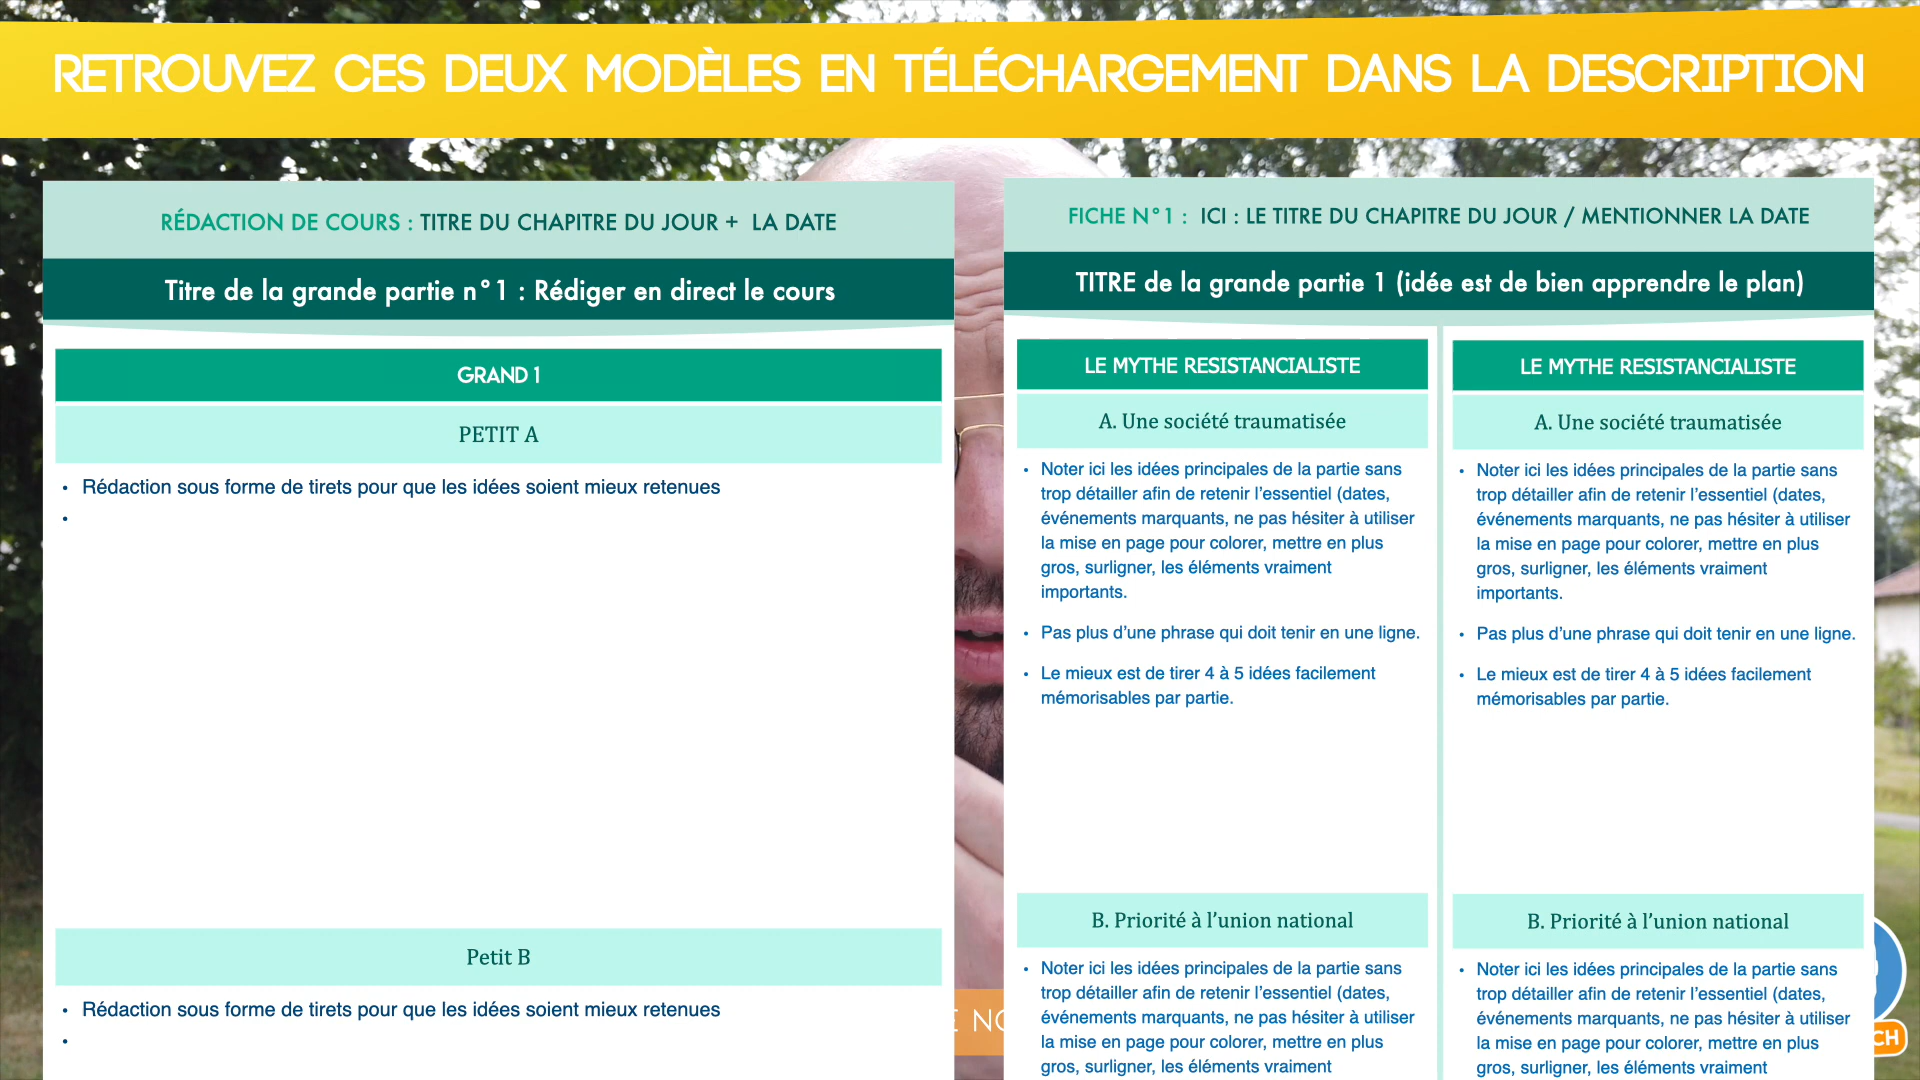 RETROUVEZ CES DEUX MODÈLES EN TÉLÉCHARGEMENT DANS LA DESCRIPTION
RÉDACTION DE COURS : TITRE DU CHAPITRE DU JOUR + LA DATE
Titre de la grande partie n°1 : Rédiger en direct le cours
GRAND 1
PETIT A
• Rédaction sous forme de tirets pour que les idées soient mieux retenues
•
Petit B
• Rédaction sous forme de tirets pour que les idées soient mieux retenues
•
FICHE N°1 : ICI : LE TITRE DU CHAPITRE DU JOUR / MENTIONNER LA DATE
TITRE de la grande partie 1 (idée est de bien apprendre le plan)
LE MYTHE RESISTANCIALISTE
A. Une société traumatisée
• Noter ici les idées principales de la partie sans
trop détailler afin de retenir l’essentiel (dates,
événements marquants, ne pas hésiter à utiliser
la mise en page pour colorer, mettre en plus
gros, surligner, les éléments vraiment
importants.
• Pas plus d’une phrase qui doit tenir en une ligne.
• Le mieux est de tirer 4 à 5 idées facilement
mémorisables par partie.
B. Priorité à l’union national
• Noter ici les idées principales de la partie sans
trop détailler afin de retenir l’essentiel (dates,
événements marquants, ne pas hésiter à utiliser
la mise en page pour colorer, mettre en plus
gros, surligner, les éléments vraiment
LE MYTHE RESISTANCIALISTE
A. Une société traumatisée
• Noter ici les idées principales de la partie sans
trop détailler afin de retenir l’essentiel (dates,
événements marquants, ne pas hésiter à utiliser
la mise en page pour colorer, mettre en plus
gros, surligner, les éléments vraiment
importants.
• Pas plus d’une phrase qui doit tenir en une ligne.
• Le mieux est de tirer 4 à 5 idées facilement
mémorisables par partie.
B. Priorité à l’union national
• Noter ici les idées principales de la partie sans
trop détailler afin de retenir l’essentiel (dates,
événements marquants, ne pas hésiter à utiliser
la mise en page pour colorer, mettre en plus
gros, surligner, les éléments vraiment